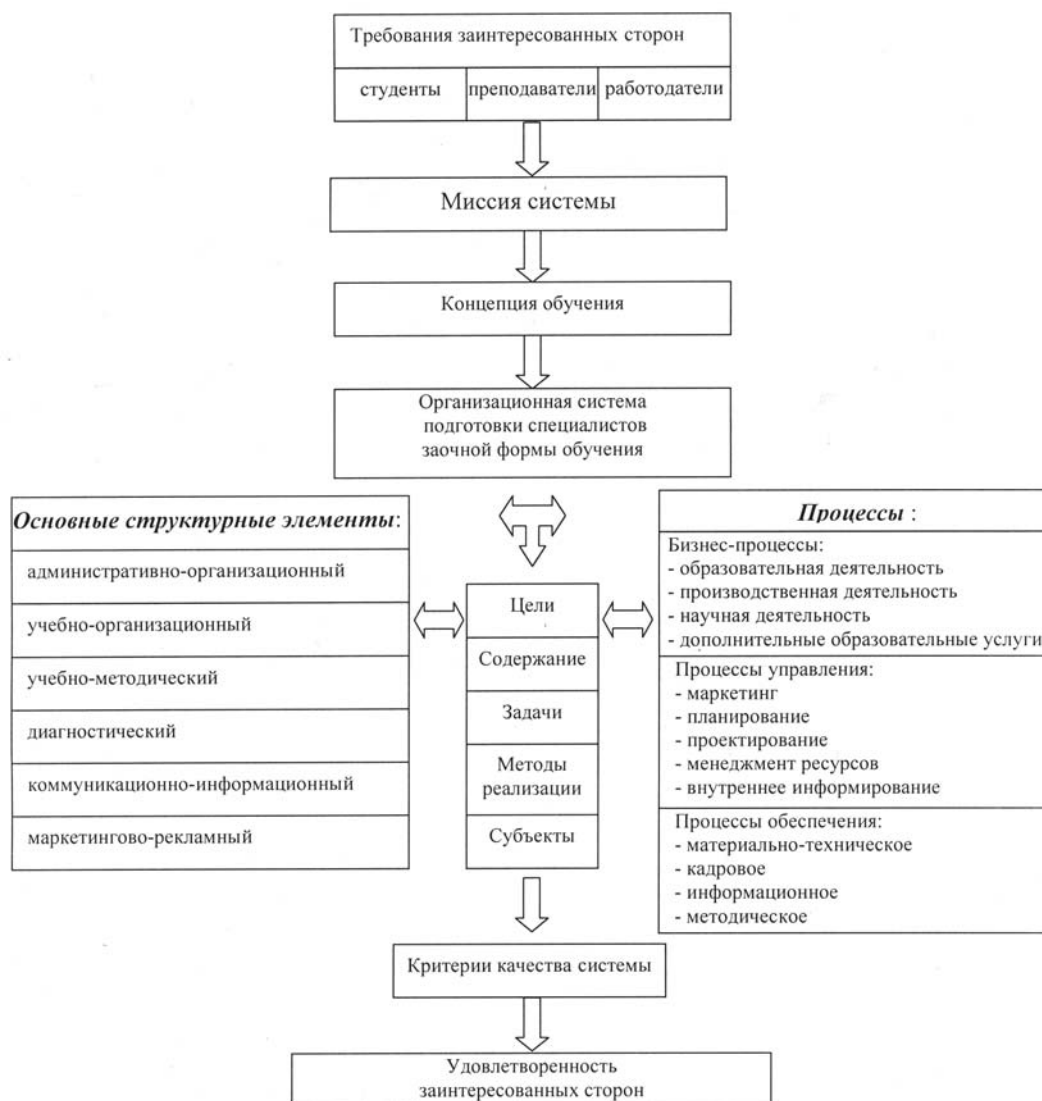 Требования заинтересованных сторон
студенты
преподаватели
работодатели
Миссия системы
Концепция обучения
Организационная система
подготовки специалистов
заочной формы обучения
Основные структурные элементы:
административно-организационный
учебно-организационный
учебно-методический
диагностический
коммуникационно-информационный
маркетингово-рекламный
Цели
Содержание
Задачи
Методы
реализации
Субъекты
Процессы :
Бизнес-процессы:
- образовательная деятельность
- производственная деятельность
- научная деятельность
- дополнительные образовательные услуги
Процессы управления:
- маркетинг
- планирование
- проектирование
- менеджмент ресурсов
- внутреннее информирование
Процессы обеспечения:
- материально-техническое
- кадровое
- информационное
- методическое
Критерии качества системы
Удовлетворенность
заинтересованных сторон